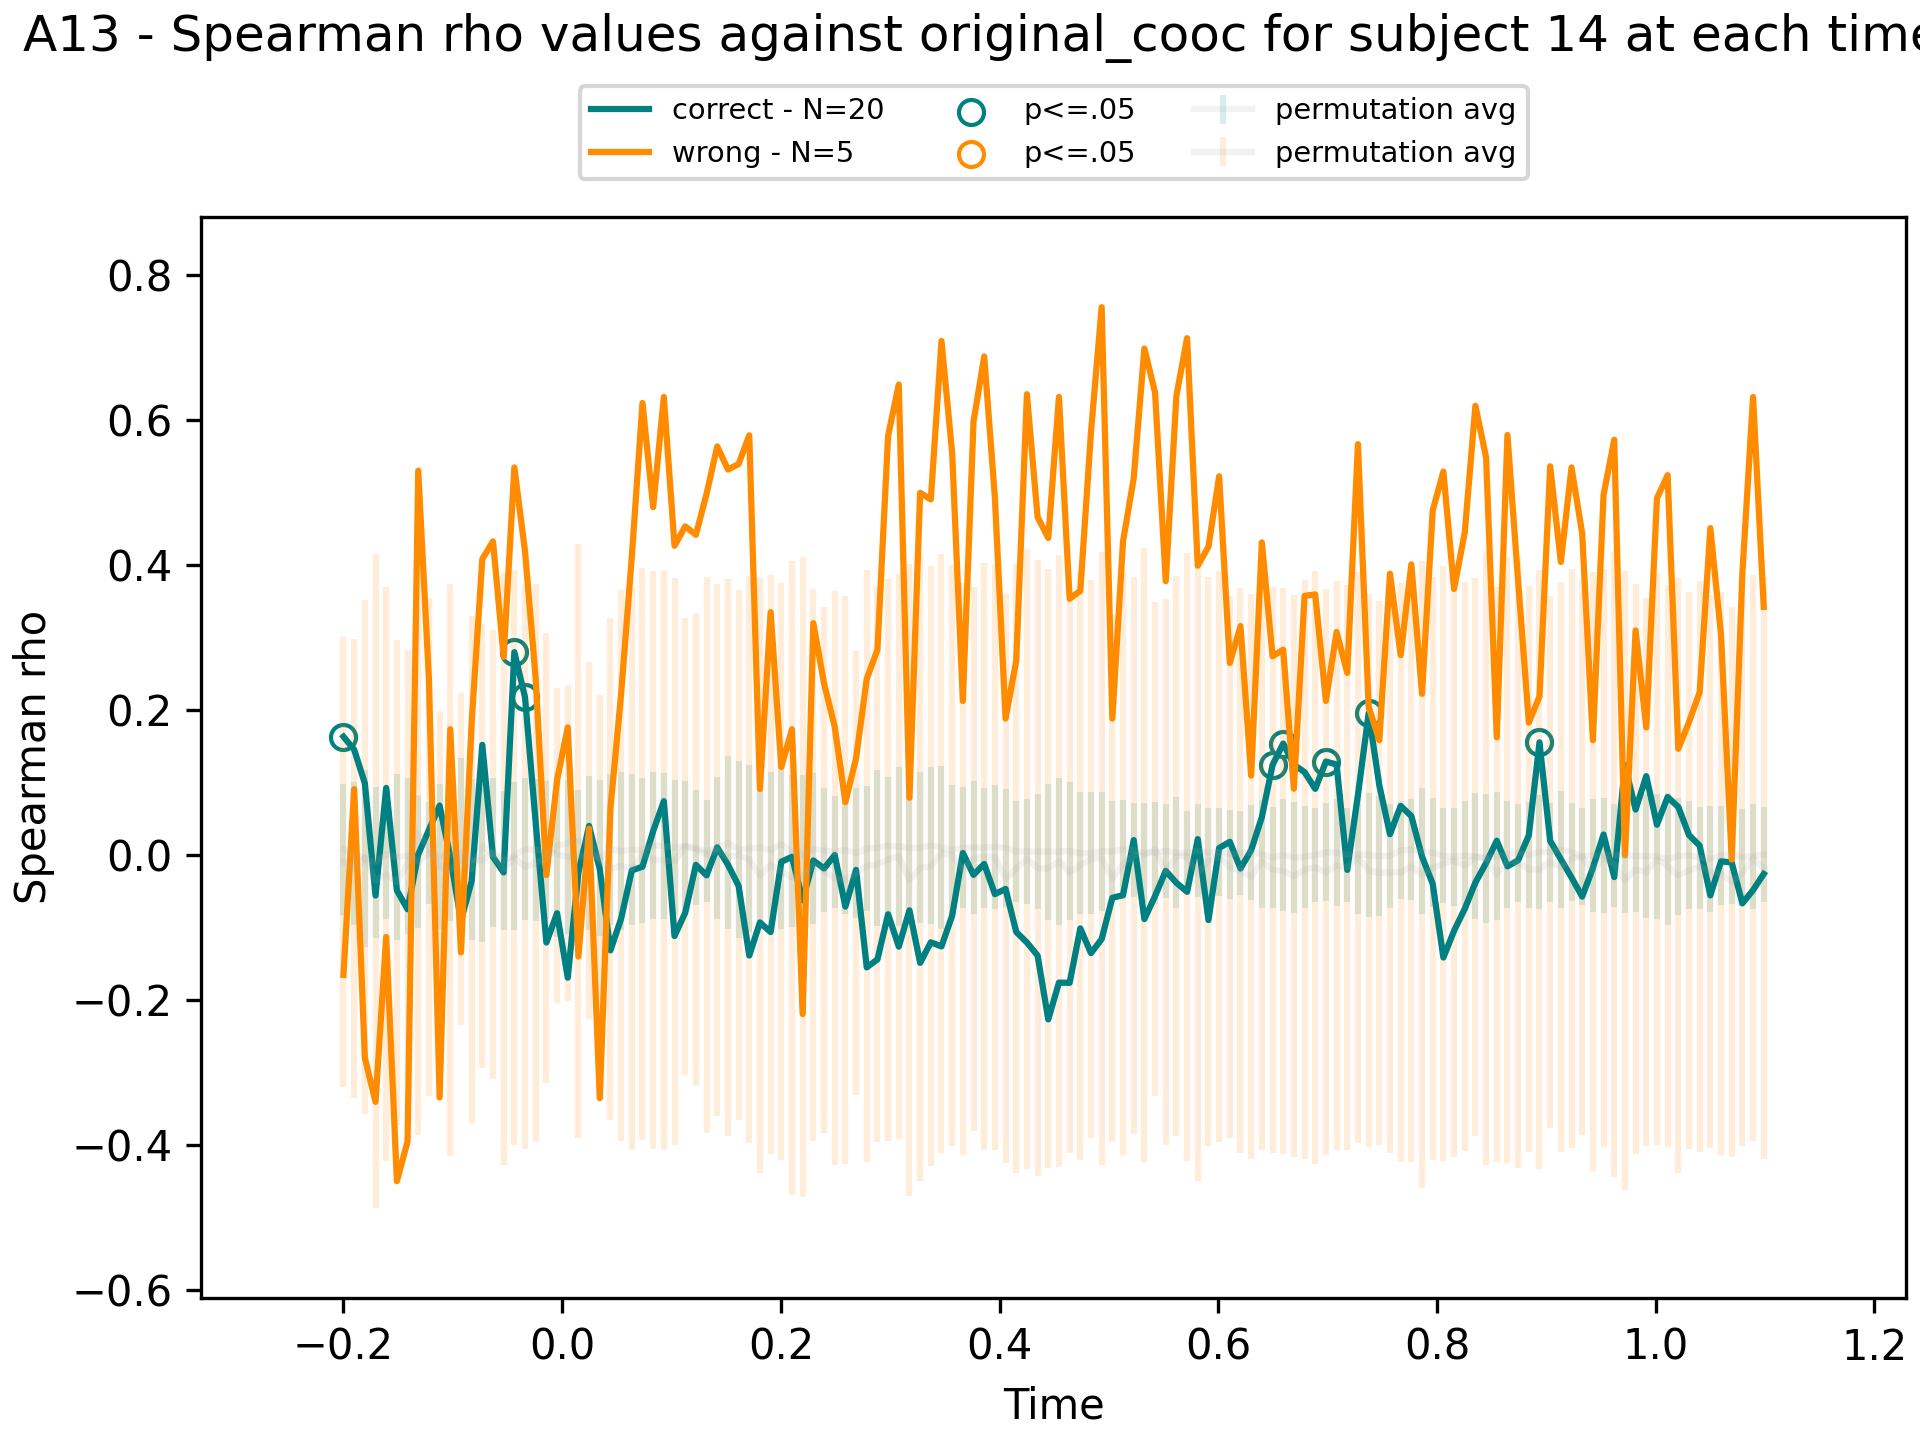 A13 - Spearman rho values against original_cooc for subject 14 at each time
correct - N=20
wrong - N=5
p<=.05
p<=.05
permutation avg
permutation avg
Spearman rho
0.8
0.6
0.4
0.2
0.0
−0.2
−0.4
−0.6
−0.2 0.0 0.2 0.4 0.6 0.8 1.0 1.2
Time